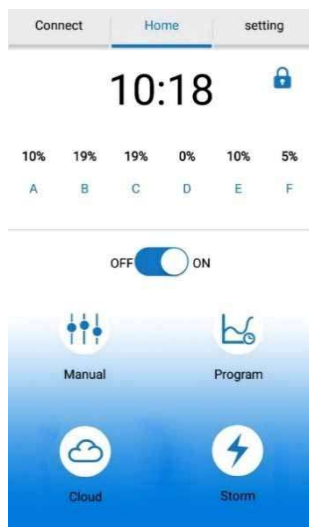 Connect Home setting
10:18
10% 19% 19% 0% 10% 5%
A B C D E F
OFF ON
Manual Program
Cloud Storm